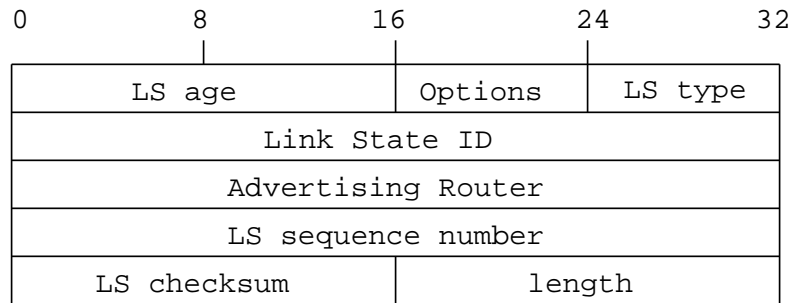 0 8 16 24 32
LS age Options LS type
Link State ID
Advertising Router
LS sequence number
LS checksum length